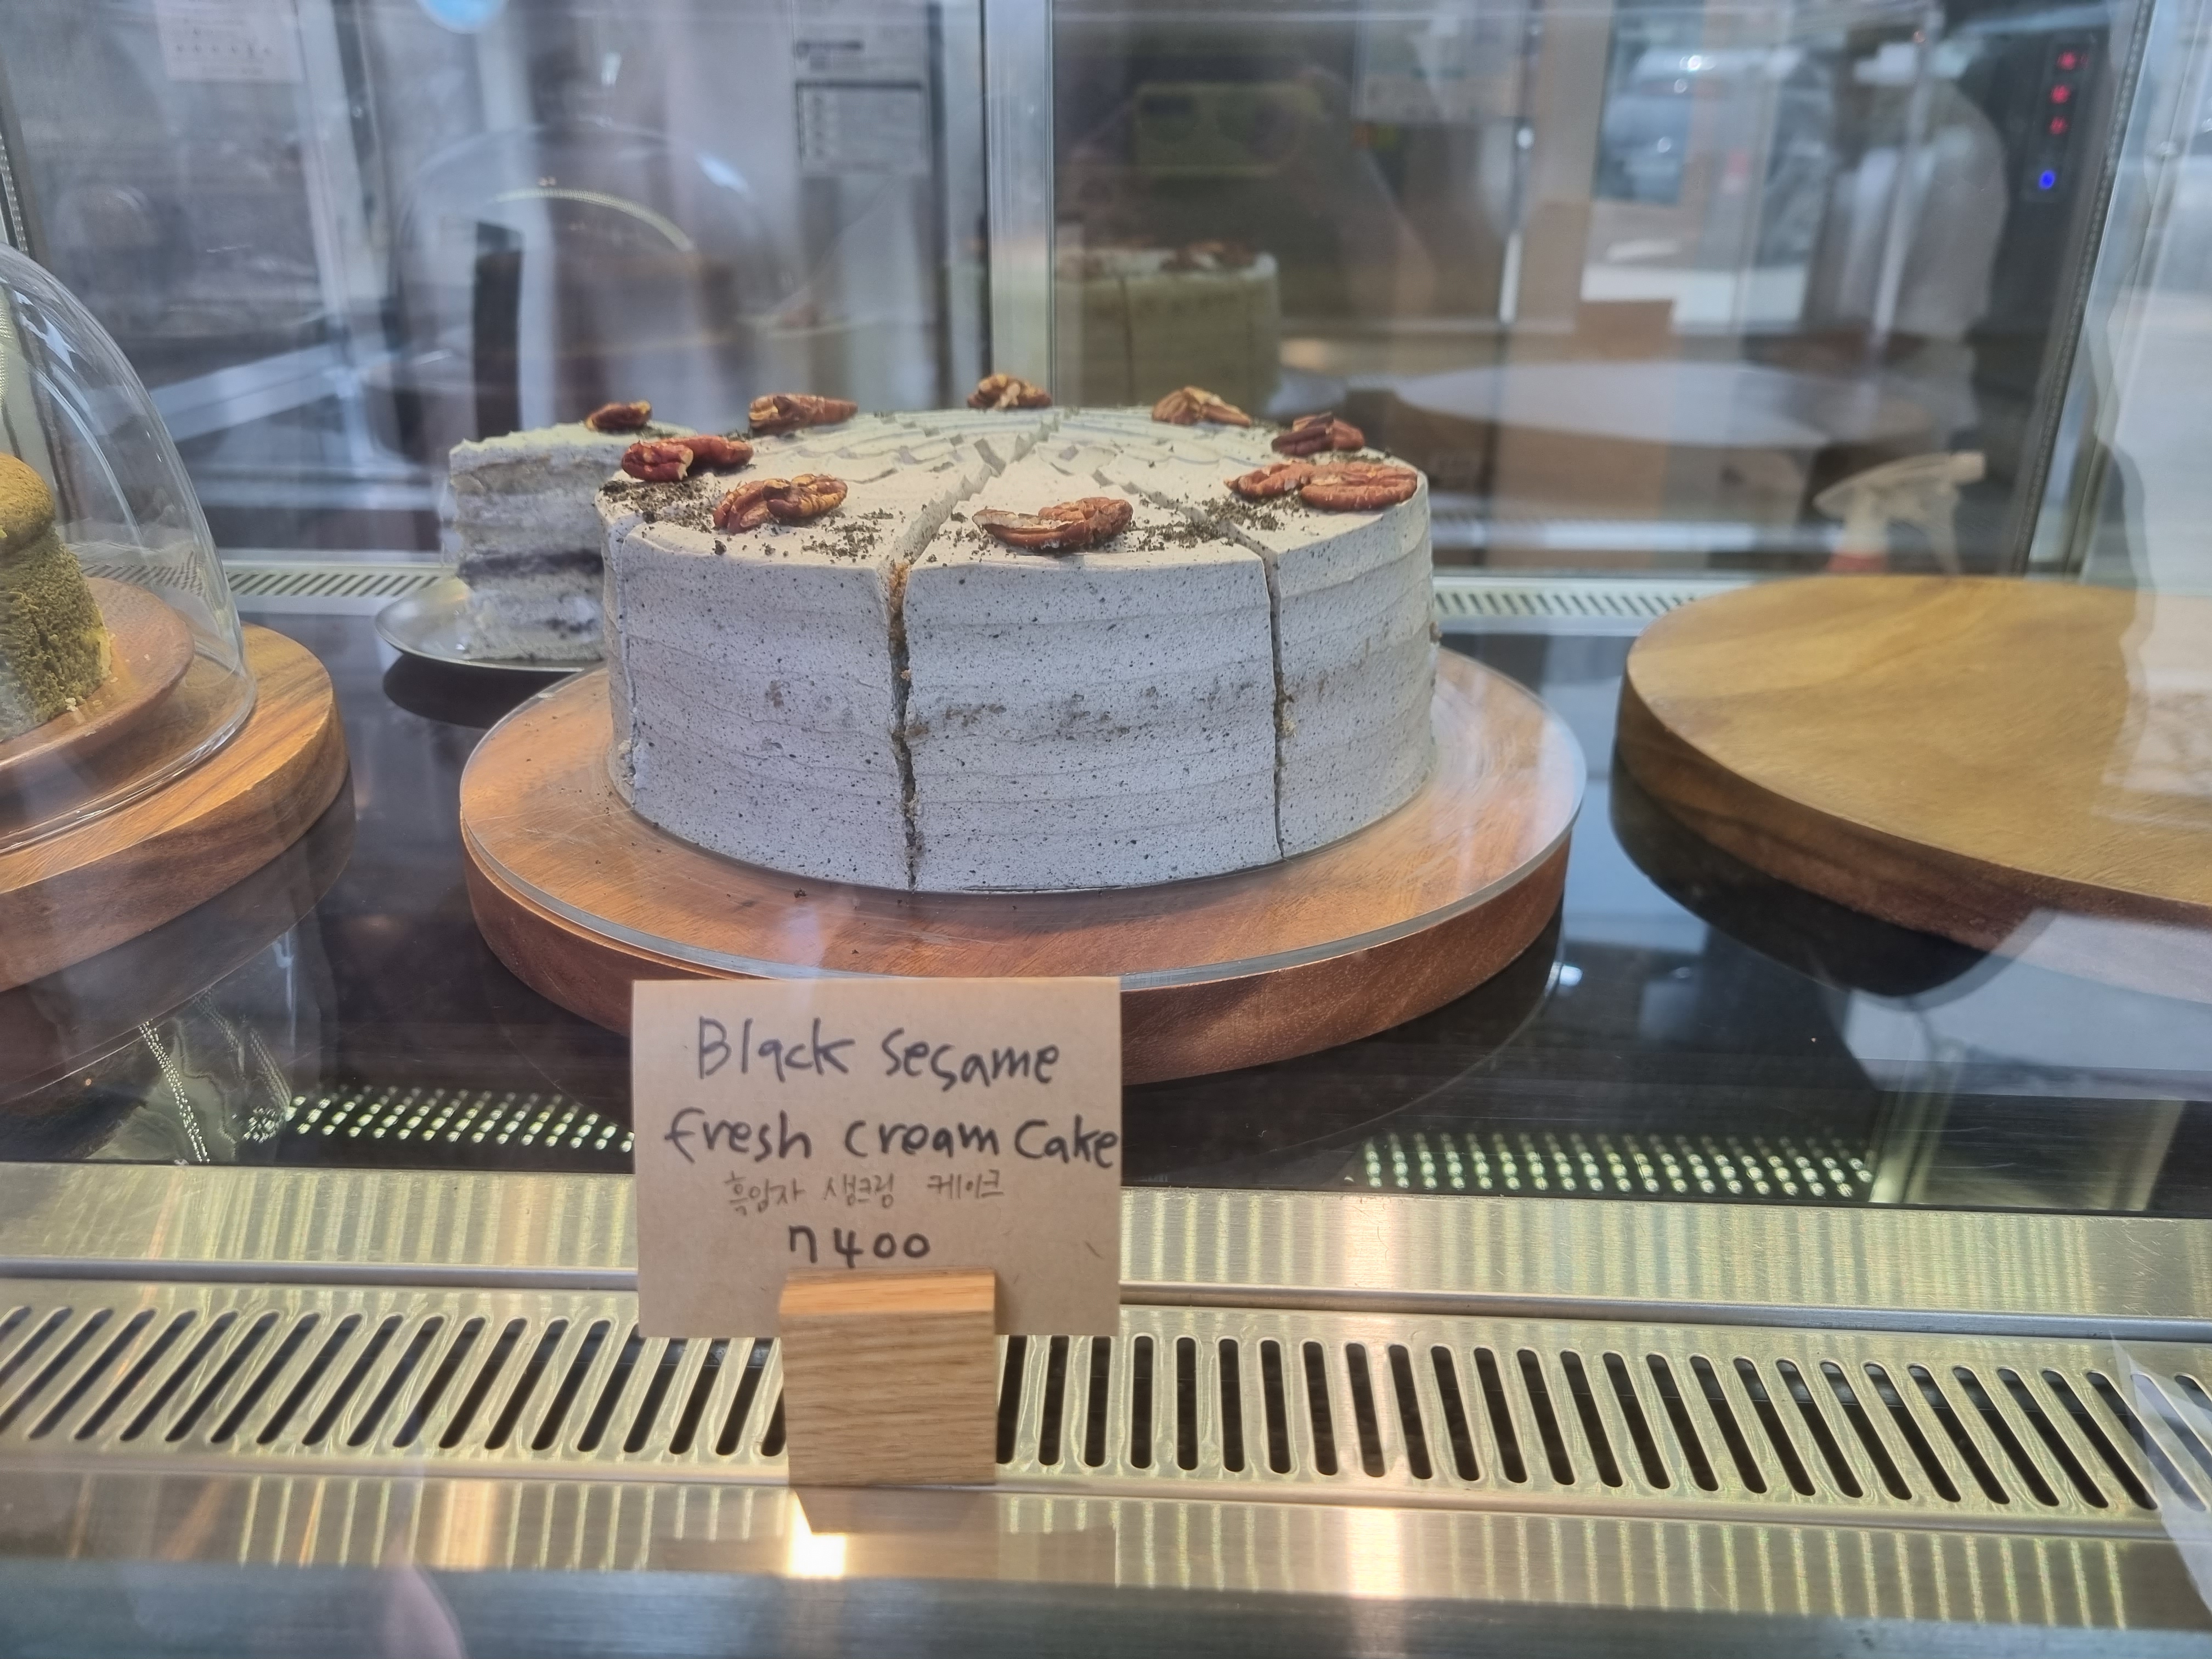 Black Sesame
fresh cream Cake
흑임자 생크림 케이크
7400